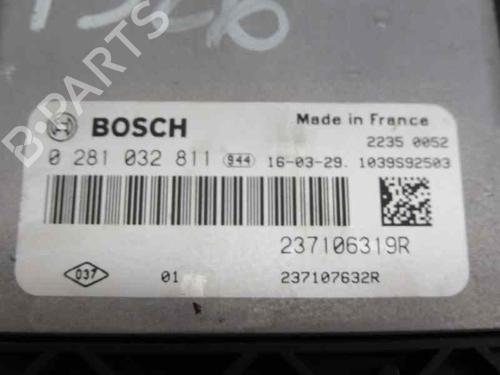 B-PARTS
BOSCH
Made in France
2235 0052
0 281 032 811 944 16-03-29. 1039S92503
237106319R
037 01 237107632R